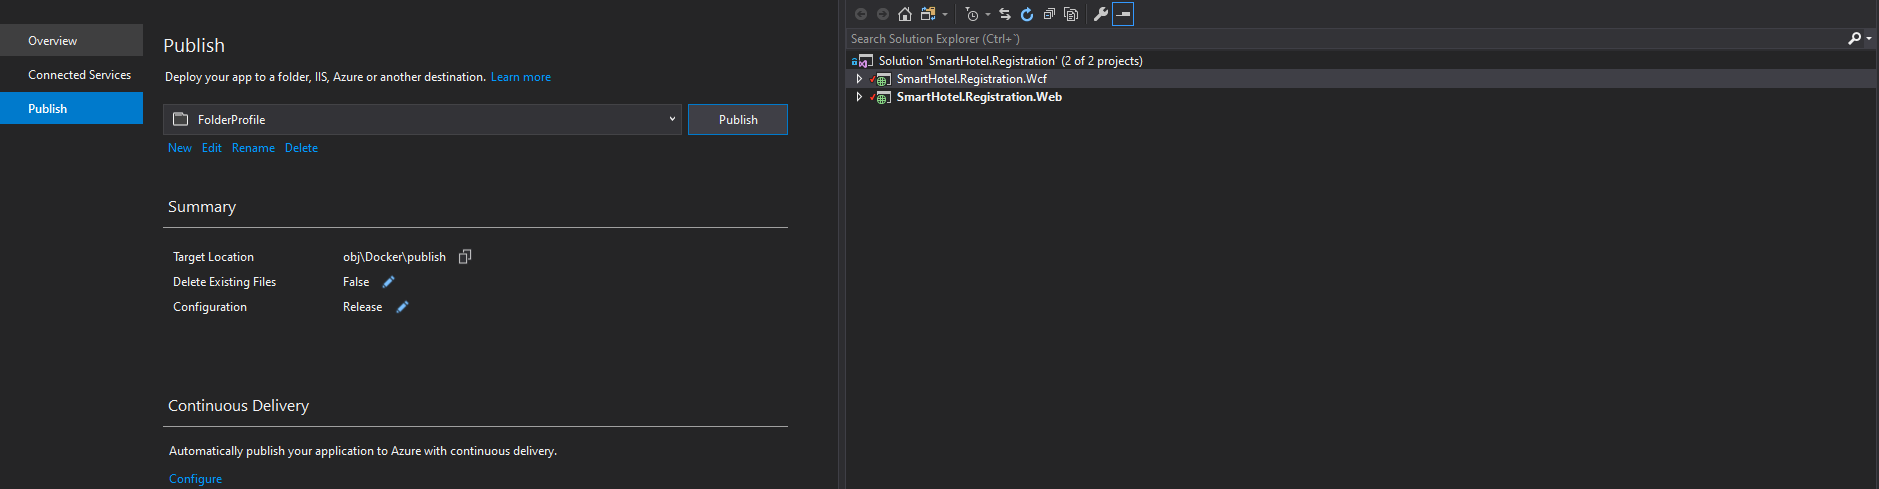 Overview
Connected Services
Publish
Publish
Deploy your app to a folder, IIS, Azure or another destination. Learn more
FolderProfile
Publish
New Edit Rename Delete
Summary
Target Location obj\Docker\publish
Delete Existing Files False
Configuration Release
Continuous Delivery
Automatically publish your application to Azure with continuous delivery.
Configure
Search Solution Explorer (Ctrl+`)
Solution 'SmartHotel.Registration' (2 of 2 projects)
SmartHotel.Registration.Wcf
SmartHotel.Registration.Web